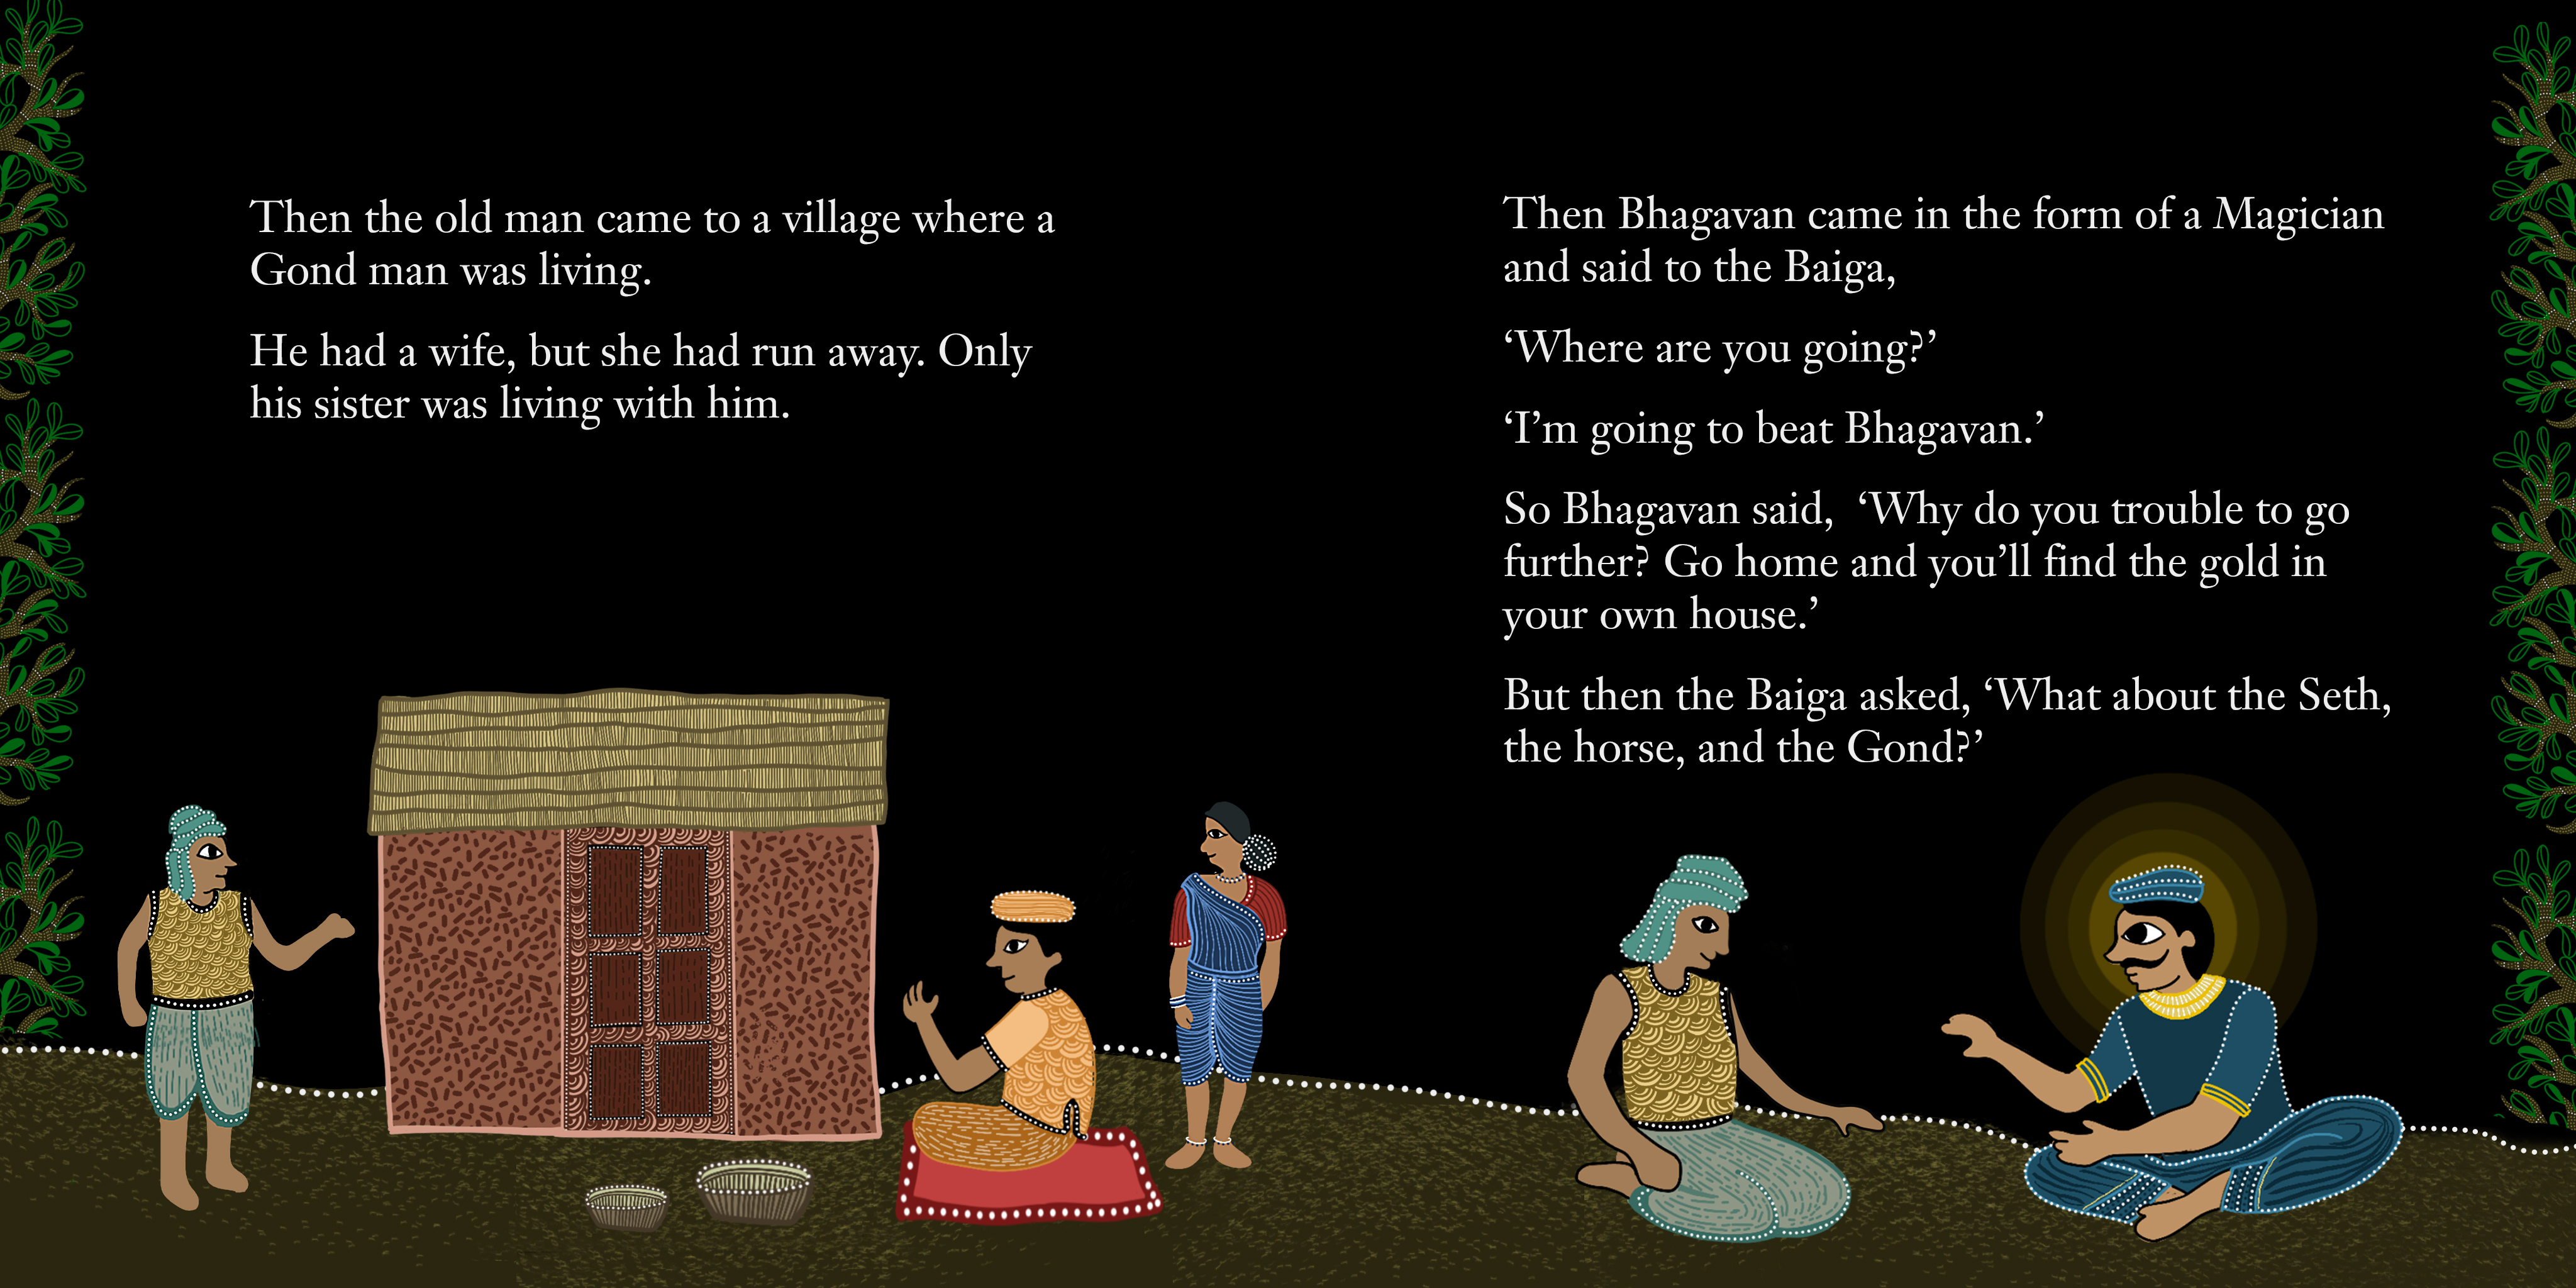 Then the old man came to a village where a
Gond man was living.
He had a wife, but she had run away. Only
his sister was living with him.
Then Bhagavan came in the form of a Magician
and said to the Baiga,
‘Where are you going?’
‘I’m going to beat Bhagavan.’
So Bhagavan said,  ‘Why do you trouble to go
further? Go home and you’ll find the gold in
your own house.’
But then the Baiga asked, ‘What about the Seth,
the horse, and the Gond?’